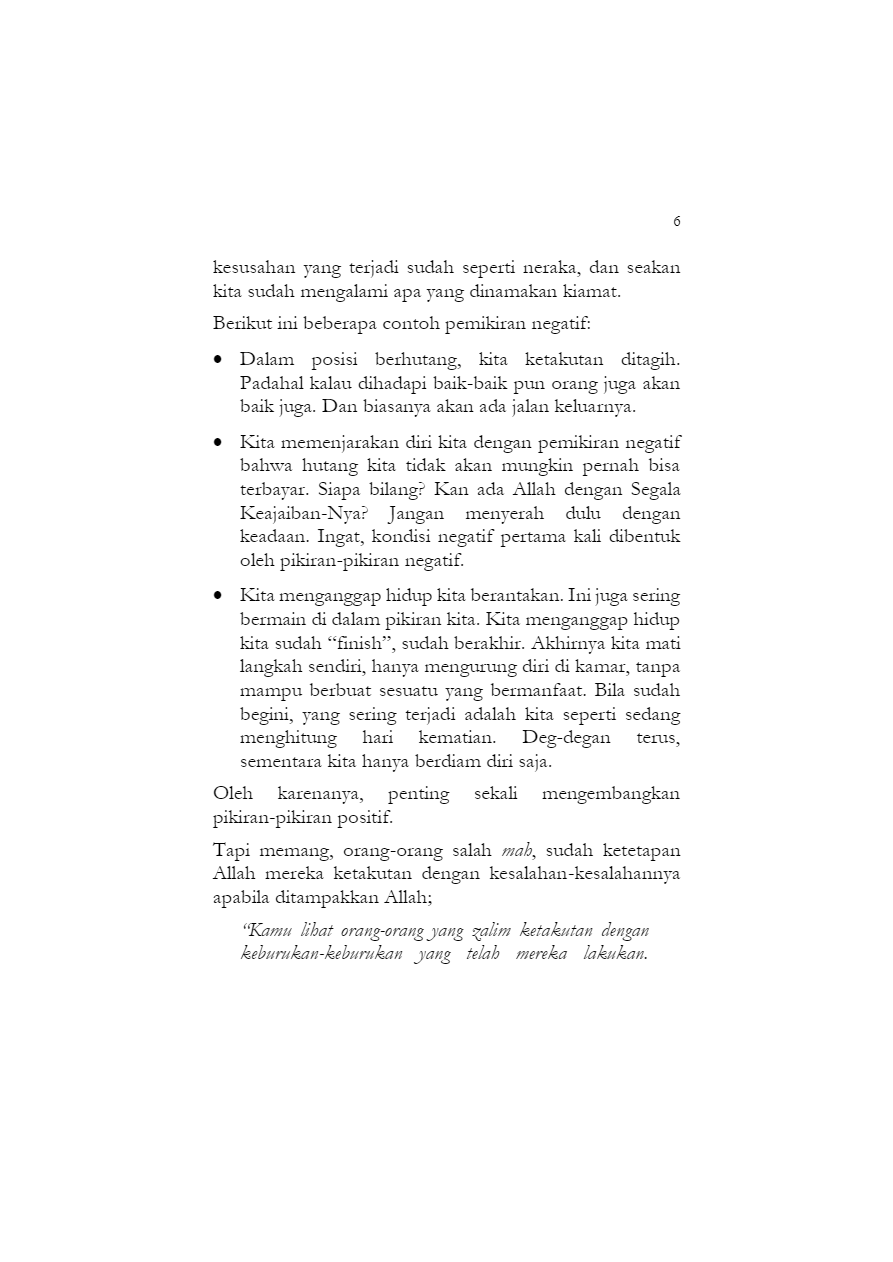 6
kesusahan yang terjadi sudah seperti neraka, dan seakan
kita sudah mengalami apa yang dinamakan kiamat.
Berikut ini beberapa contoh pemikiran negatif:
• Dalam posisi berhutang, kita ketakutan ditagih.
Padahal kalau dihadapi baik-baik pun orang juga akan
baik juga. Dan biasanya akan ada jalan keluarnya.
• Kita memenjarakan diri kita dengan pemikiran negatif
bahwa hutang kita tidak akan mungkin pernah bisa
terbayar. Siapa bilang? Kan ada Allah dengan Segala
Keajaiban-Nya? Jangan menyerah dulu dengan
keadaan. Ingat, kondisi negatif pertama kali dibentuk
oleh pikiran-pikiran negatif.
• Kita menganggap hidup kita berantakan. Ini juga sering
bermain di dalam pikiran kita. Kita menganggap hidup
kita sudah “finish”, sudah berakhir. Akhirnya kita mati
langkah sendiri, hanya mengurung diri di kamar, tanpa
mampu berbuat sesuatu yang bermanfaat. Bila sudah
begini, yang sering terjadi adalah kita seperti sedang
menghitung hari kematian. Deg-degan terus,
sementara kita hanya berdiam diri saja.
Oleh karenanya, penting sekali mengembangkan
pikiran-pikiran positif.
Tapi memang, orang-orang salah mah, sudah ketetapan
Allah mereka ketakutan dengan kesalahan-kesalahannya
apabila ditampakkan Allah;
“Kamu lihat orang-orang yang zalim ketakutan dengan
keburukan-keburukan yang telah mereka lakukan.